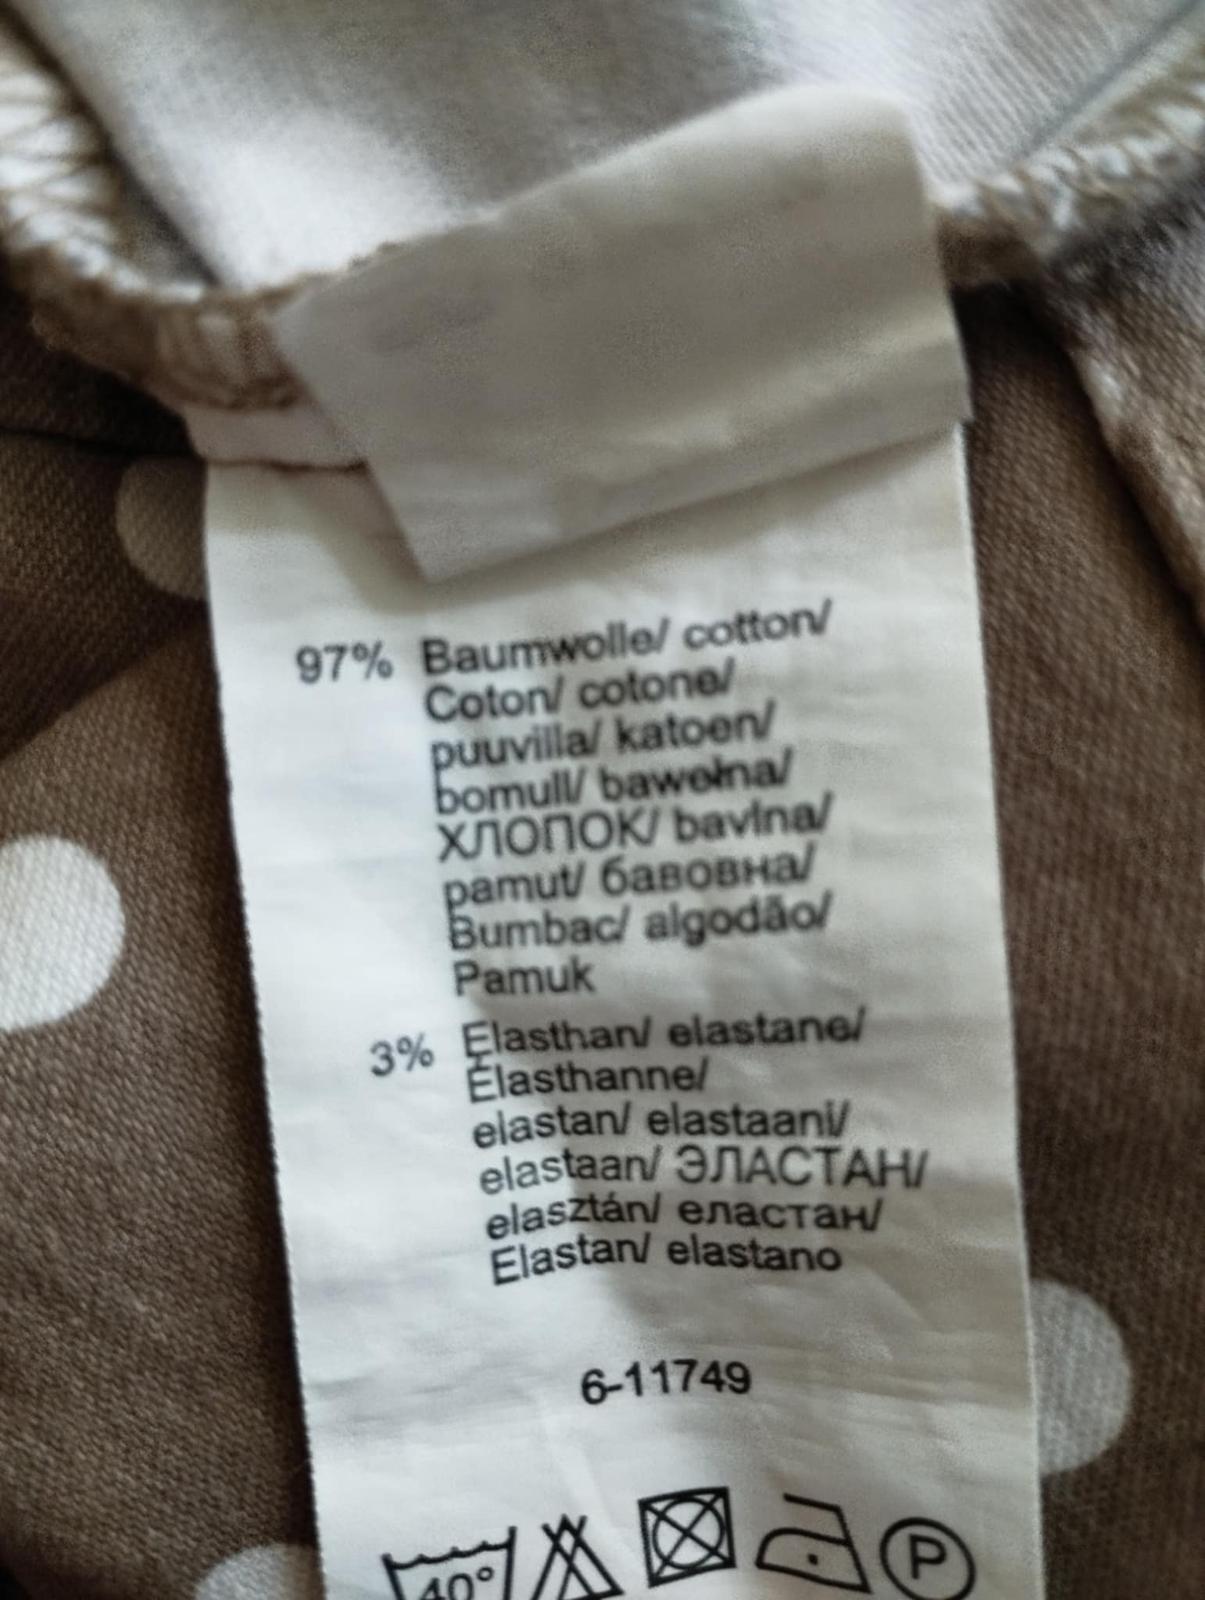 97% Baumwolle/ cotton/
Coton/ cotone/
puuvilla/ katoen/
bomull/ bawełna/
ХЛОПОК/ bavlna/
pamut/ бавовна/
Bumbac/ algodão/
Pamuk
3% Elasthan/ elastane/
Élasthanne/
elastan/ elastaani/
elastaan/ ЭЛАСТАН/
elasztán/ еластан/
Elastan/ elastano
6-11749
40° P